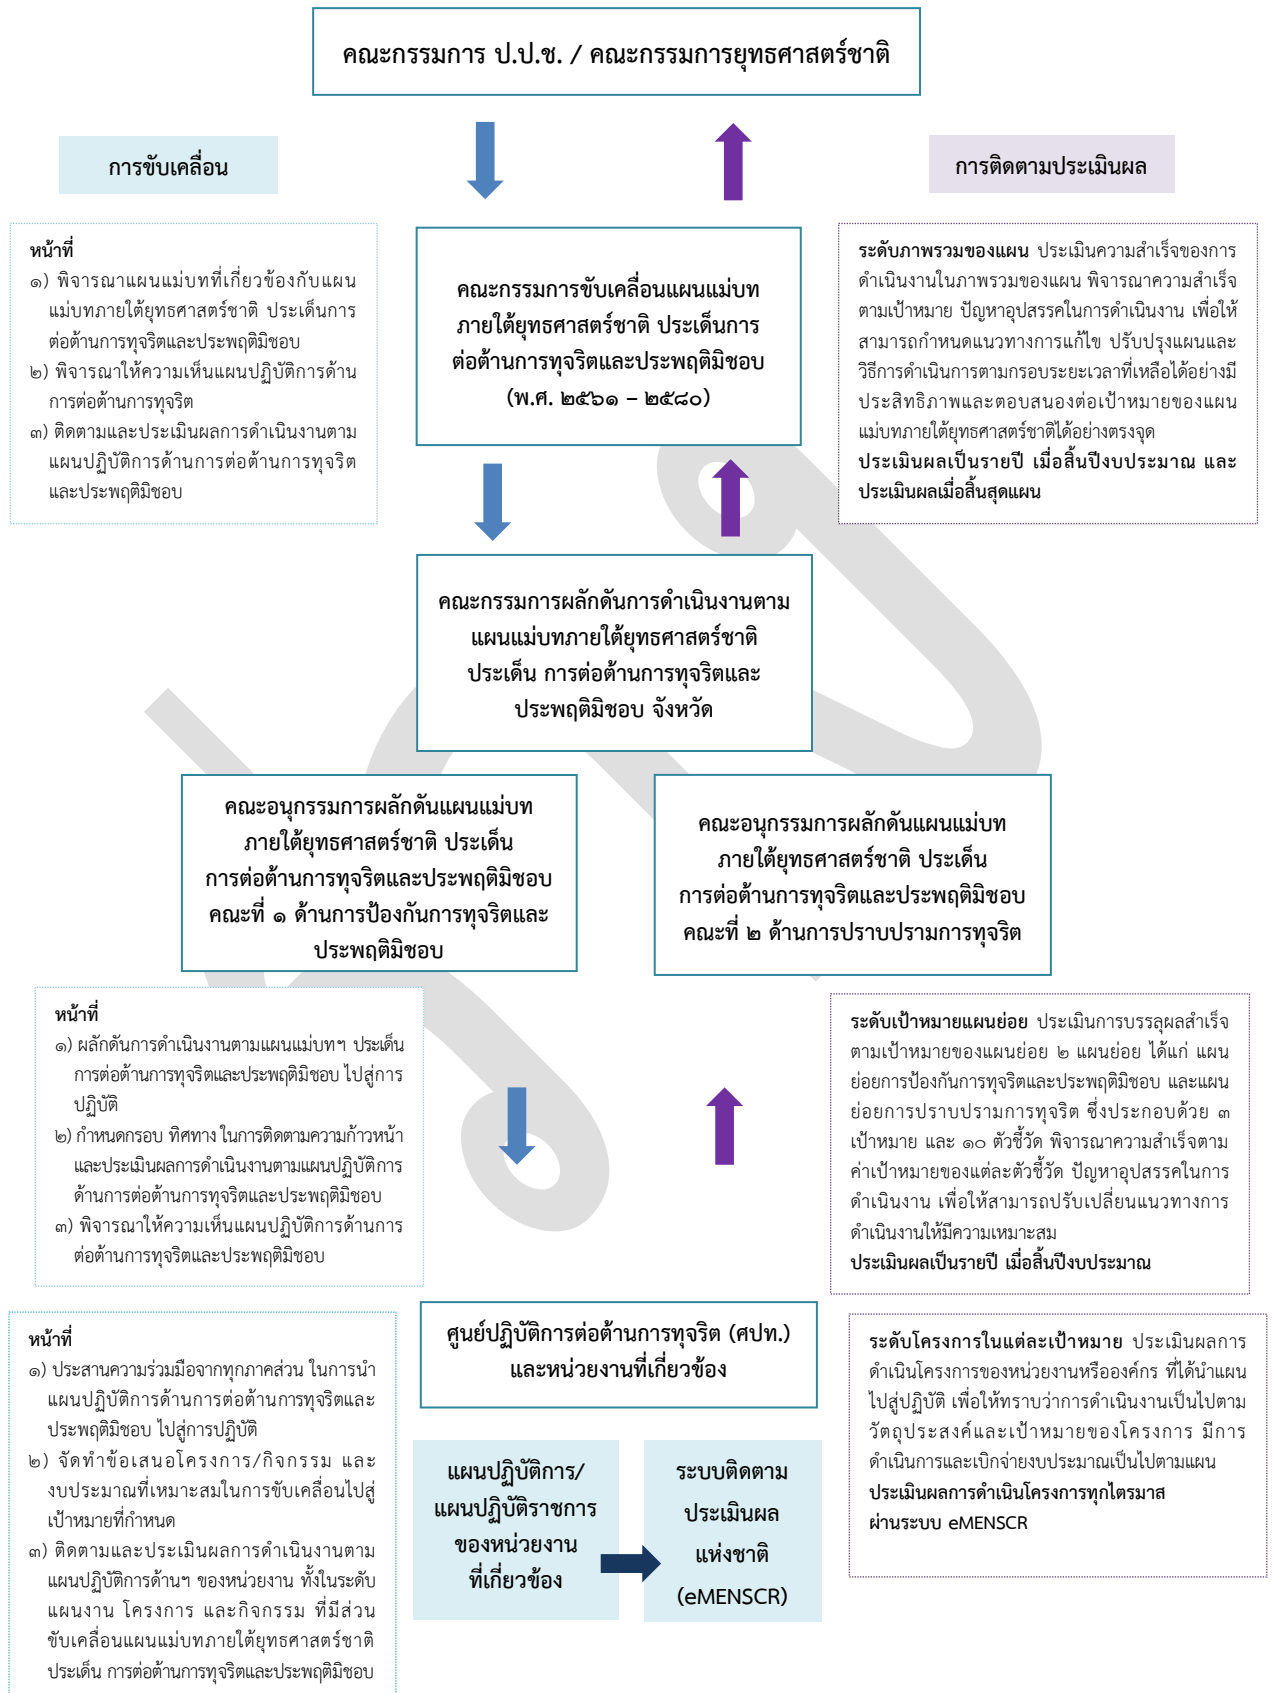 คณะกรรมการ ป.ป.ช. / คณะกรรมการยุทธศาสตร์ชาติ
การขับเคลื่อน
การติดตามประเมินผล
หน้าที่
๑) พิจารณาแผนแม่บทที่เกี่ยวข้องกับแผน
แม่บทภายใต้ยุทธศาสตร์ชาติ ประเด็นการ
ต่อต้านการทุจริตและประพฤติมิชอบ
๒) พิจารณาให้ความเห็นแผนปฏิบัติการด้าน
การต่อต้านการทุจริต
๓) ติดตามและประเมินผลการดำเนินงานตาม
แผนปฏิบัติการด้านการต่อต้านการทุจริต
และประพฤติมิชอบ
คณะกรรมการขับเคลื่อนแผนแม่บท
ภายใต้ยุทธศาสตร์ชาติ ประเด็นการ
ต่อต้านการทุจริตและประพฤติมิชอบ
(พ.ศ. ๒๕๖๑ – ๒๕๘๐)
ระดับภาพรวมของแผน ประเมินความสำเร็จของการ
ดำเนินงานในภาพรวมของแผน พิจารณาความสำเร็จ
ตามเป้าหมาย ปัญหาอุปสรรคในการดำเนินงาน เพื่อให้
สามารถกำหนดแนวทางการแก้ไข ปรับปรุงแผนและ
วิธีการดำเนินการตามกรอบระยะเวลาที่เหลือได้อย่างมี
ประสิทธิภาพและตอบสนองต่อเป้าหมายของแผน
แม่บทภายใต้ยุทธศาสตร์ชาติได้อย่างตรงจุด
ประเมินผลเป็นรายปี เมื่อสิ้นปีงบประมาณ และ
ประเมินผลเมื่อสิ้นสุดแผน
คณะกรรมการผลักดันการดำเนินงานตาม
แผนแม่บทภายใต้ยุทธศาสตร์ชาติ
ประเด็น การต่อต้านการทุจริตและ
ประพฤติมิชอบ จังหวัด
คณะอนุกรรมการผลักดันแผนแม่บท
ภายใต้ยุทธศาสตร์ชาติ ประเด็น
การต่อต้านการทุจริตและประพฤติมิชอบ
คณะที่ ๑ ด้านการป้องกันการทุจริตและ
ประพฤติมิชอบ
คณะอนุกรรมการผลักดันแผนแม่บท
ภายใต้ยุทธศาสตร์ชาติ ประเด็น
การต่อต้านการทุจริตและประพฤติมิชอบ
คณะที่ ๒ ด้านการปราบปรามการทุจริต
หน้าที่
๑) ผลักดันการดำเนินงานตามแผนแม่บทฯ ประเด็น
การต่อต้านการทุจริตและประพฤติมิชอบ ไปสู่การ
ปฏิบัติ
๒) กำหนดกรอบ ทิศทาง ในการติดตามความก้าวหน้า
และประเมินผลการดำเนินงานตามแผนปฏิบัติการ
ด้านการต่อต้านการทุจริตและประพฤติมิชอบ
๓) พิจารณาให้ความเห็นแผนปฏิบัติการด้านการ
ต่อต้านการทุจริตและประพฤติมิชอบ
ระดับเป้าหมายแผนย่อย ประเมินการบรรลุผลสำเร็จ
ตามเป้าหมายของแผนย่อย ๒ แผนย่อย ได้แก่ แผน
ย่อยการป้องกันการทุจริตและประพฤติมิชอบ และแผน
ย่อยการปราบปรามการทุจริต ซึ่งประกอบด้วย ๓
เป้าหมาย และ ๑๐ ตัวชี้วัด พิจารณาความสำเร็จตาม
ค่าเป้าหมายของแต่ละตัวชี้วัด ปัญหาอุปสรรคในการ
ดำเนินงาน เพื่อให้สามารถปรับเปลี่ยนแนวทางการ
ดำเนินงานให้มีความเหมาะสม
ประเมินผลเป็นรายปี เมื่อสิ้นปีงบประมาณ
หน้าที่
๑) ประสานความร่วมมือจากทุกภาคส่วน ในการนำ
แผนปฏิบัติการด้านการต่อต้านการทุจริตและ
ประพฤติมิชอบ ไปสู่การปฏิบัติ
๒) จัดทำข้อเสนอโครงการ/กิจกรรม และ
งบประมาณที่เหมาะสมในการขับเคลื่อนไปสู่
เป้าหมายที่กำหนด
๓) ติดตามและประเมินผลการดำเนินงานตาม
แผนปฏิบัติการด้านฯ ของหน่วยงาน ทั้งในระดับ
แผนงาน โครงการ และกิจกรรม ที่มีส่วน
ขับเคลื่อนแผนแม่บทภายใต้ยุทธศาสตร์ชาติ
ประเด็น การต่อต้านการทุจริตและประพฤติมิชอบ
ศูนย์ปฏิบัติการต่อต้านการทุจริต (ศปท.)
และหน่วยงานที่เกี่ยวข้อง
แผนปฏิบัติการ/
แผนปฏิบัติราชการ
ของหน่วยงาน
ที่เกี่ยวข้อง
ระบบติดตาม
ประเมินผล
แห่งชาติ
(eMENSCR)
ระดับโครงการในแต่ละเป้าหมาย ประเมินผลการ
ดำเนินโครงการของหน่วยงานหรือองค์กร ที่ได้นำแผน
ไปสู่ปฏิบัติ เพื่อให้ทราบว่าการดำเนินงานเป็นไปตาม
วัตถุประสงค์และเป้าหมายของโครงการ มีการ
ดำเนินการและเบิกจ่ายงบประมาณเป็นไปตามแผน
ประเมินผลการดำเนินโครงการทุกไตรมาส
ผ่านระบบ eMENSCR
ร่าง